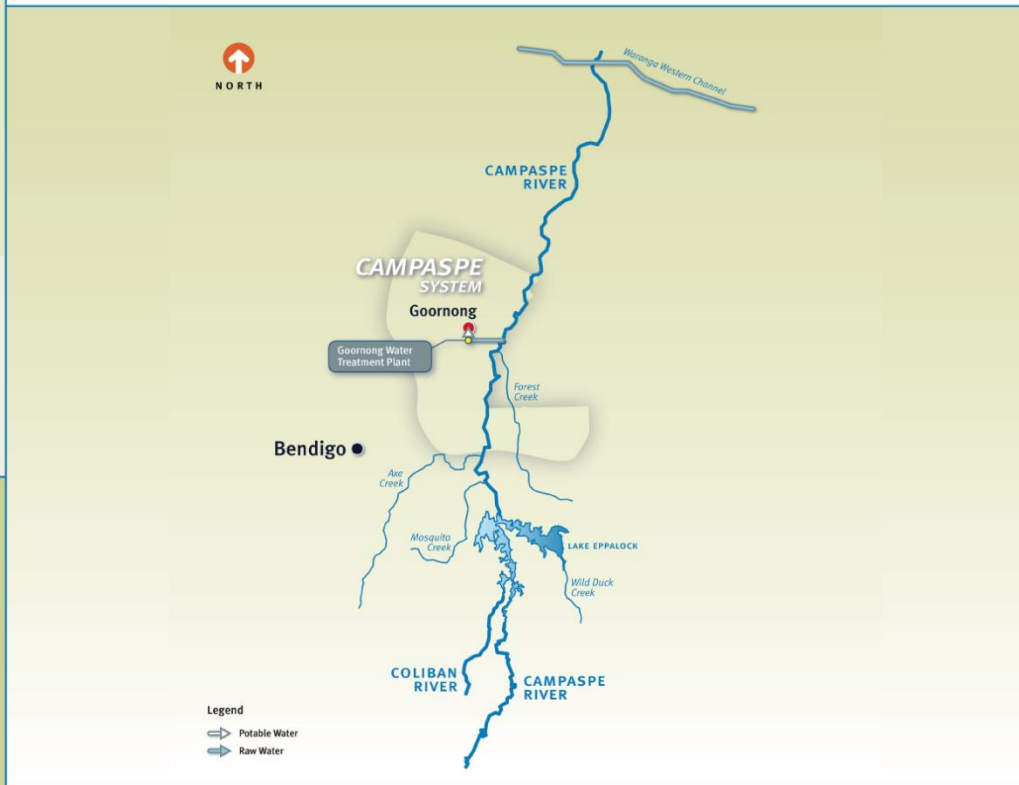 NORTH
Waranga Western Channel
CAMPASPE
RIVER
CAMPASPE
SYSTEM
Goornong
Goornong Water
Treatment Plant
Forest
Creek
Bendigo
Axe
Creek
Mosquito
Creek
LAKE EPPALOCK
Wild Duck
Creek
COLIBAN
RIVER
CAMPASPE
RIVER
Legend
Potable Water
Raw Water